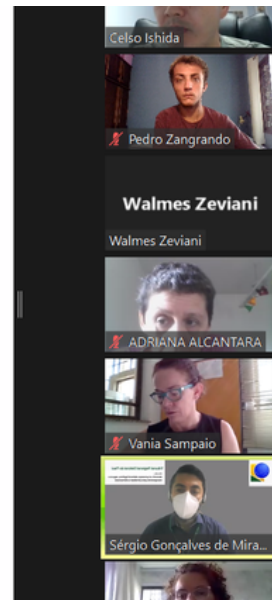 Celso Ishida
Pedro Zangrando
Walmes Zeviani
Walmes Zeviani
ADRIANA ALCANTARA
Vania Sampaio
Sérgio Gonçalves de Mira...